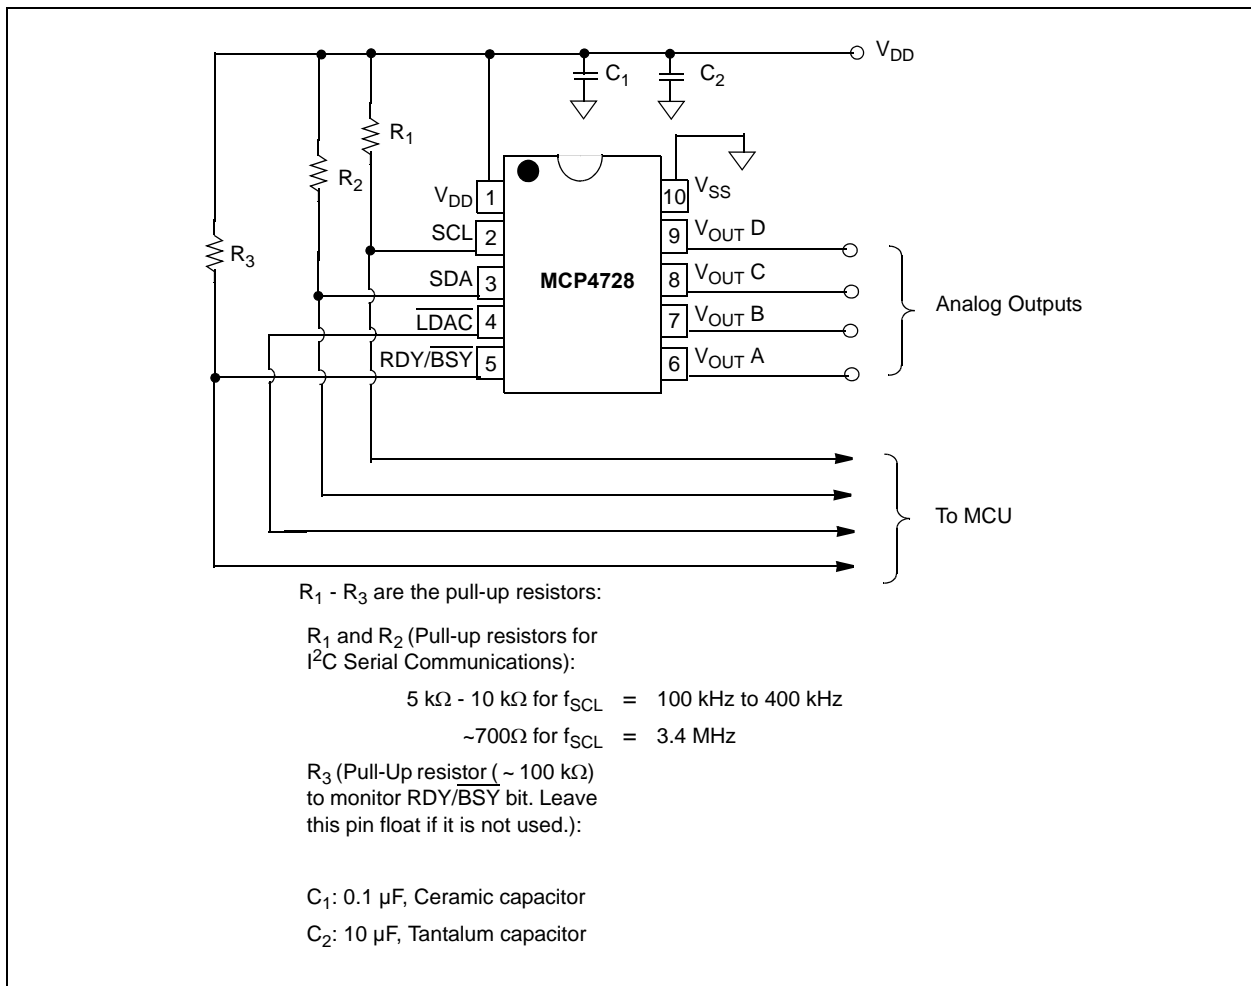 V_DD
C_1
C_2
R_1
R_2
R_3
V_DD
1
SCL
2
SDA
3
L̅D̅A̅C̅
4
RDY/B̅S̅Y̅
5
MCP4728
10
V_SS
9
V_OUT D
8
V_OUT C
7
V_OUT B
6
V_OUT A
Analog Outputs
To MCU
R_1 - R_3 are the pull-up resistors:
R_1 and R_2 (Pull-up resistors for
I²C Serial Communications):
5 kΩ - 10 kΩ for f_SCL = 100 kHz to 400 kHz
~700Ω for f_SCL = 3.4 MHz
R_3 (Pull-Up resistor ( ~ 100 kΩ)
to monitor RDY/B̅S̅Y̅ bit. Leave
this pin float if it is not used.):
C_1: 0.1 µF, Ceramic capacitor
C_2: 10 µF, Tantalum capacitor